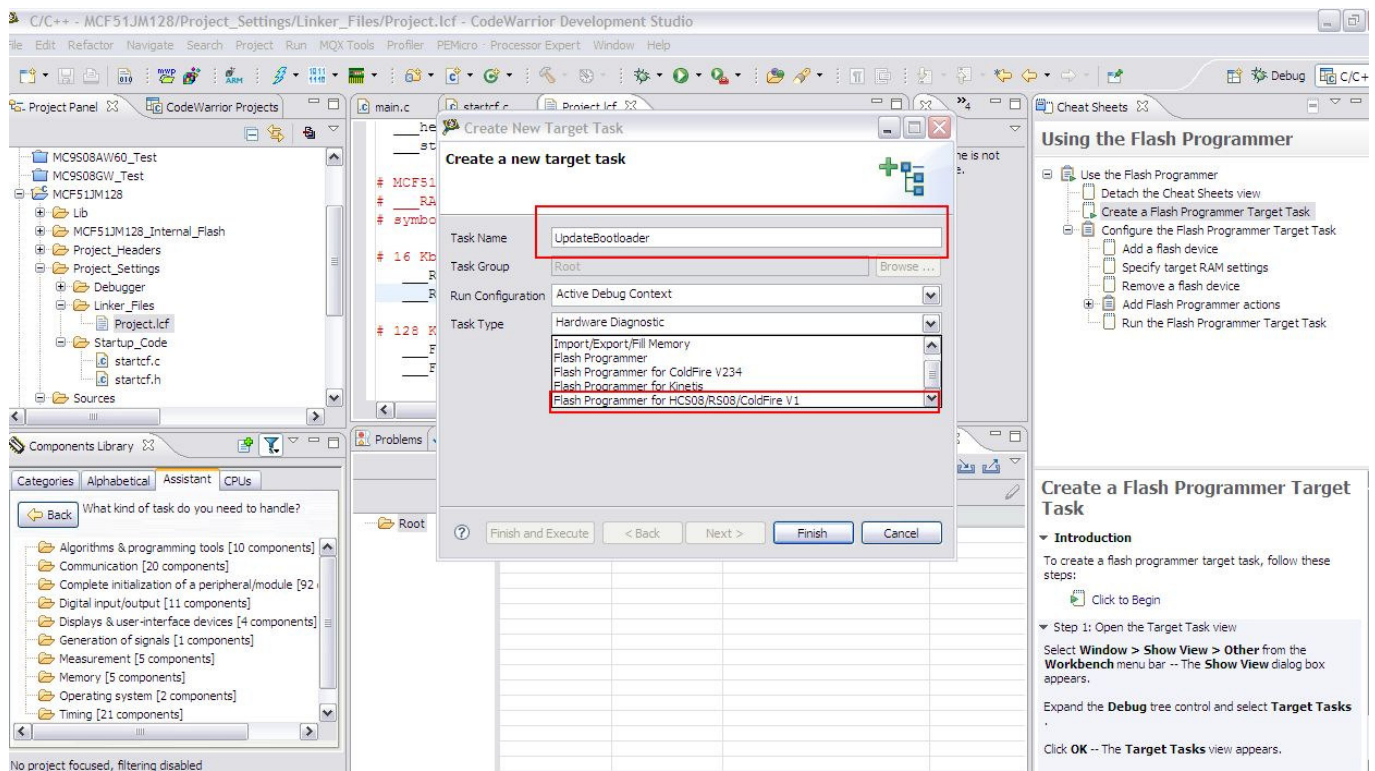 C/C++ - MCF51JM128/Project_Settings/Linker_Files/Project.lcf - CodeWarrior Development Studio
File Edit Refactor Navigate Search Project Run MQX Tools Profiler PEMicro Processor Expert Window Help
Debug C/C+
Project Panel CodeWarrior Projects
MC9S08AW60_Test
MC9S08GW_Test
MCF51JM128
Lib
MCF51JM128_Internal_Flash
Project_Headers
Project_Settings
Debugger
Linker_Files
Project.lcf
Startup_Code
startcf.c
startcf.h
Sources
main.c startcf.c Project.lcf
4
___he
___st
# MCF51
# ___RA
# symbo
# 16 Kb
___R
___R
# 128 K
___F
___F
ne is not
e.
Create New Target Task
Create a new target task
Task Name UpdateBootloader
Task Group Root Browse ...
Run Configuration Active Debug Context
Task Type Hardware Diagnostic
Import/Export/Fill Memory
Flash Programmer
Flash Programmer for ColdFire V234
Flash Programmer for Kinetis
Flash Programmer for HCS08/RS08/ColdFire V1
Finish and Execute < Back Next > Finish Cancel
Problems
Root
Components Library
Categories Alphabetical Assistant CPUs
Back What kind of task do you need to handle?
Algorithms & programming tools [10 components]
Communication [20 components]
Complete initialization of a peripheral/module [92
Digital input/output [11 components]
Displays & user-interface devices [4 components]
Generation of signals [1 components]
Measurement [5 components]
Memory [5 components]
Operating system [2 components]
Timing [21 components]
No project focused, filtering disabled
Cheat Sheets
Using the Flash Programmer
Use the Flash Programmer
Detach the Cheat Sheets view
Create a Flash Programmer Target Task
Configure the Flash Programmer Target Task
Add a flash device
Specify target RAM settings
Remove a flash device
Add Flash Programmer actions
Run the Flash Programmer Target Task
Create a Flash Programmer Target
Task
Introduction
To create a flash programmer target task, follow these
steps:
Click to Begin
Step 1: Open the Target Task view
Select Window > Show View > Other from the
Workbench menu bar -- The Show View dialog box
appears.
Expand the Debug tree control and select Target Tasks
.
Click OK -- The Target Tasks view appears.